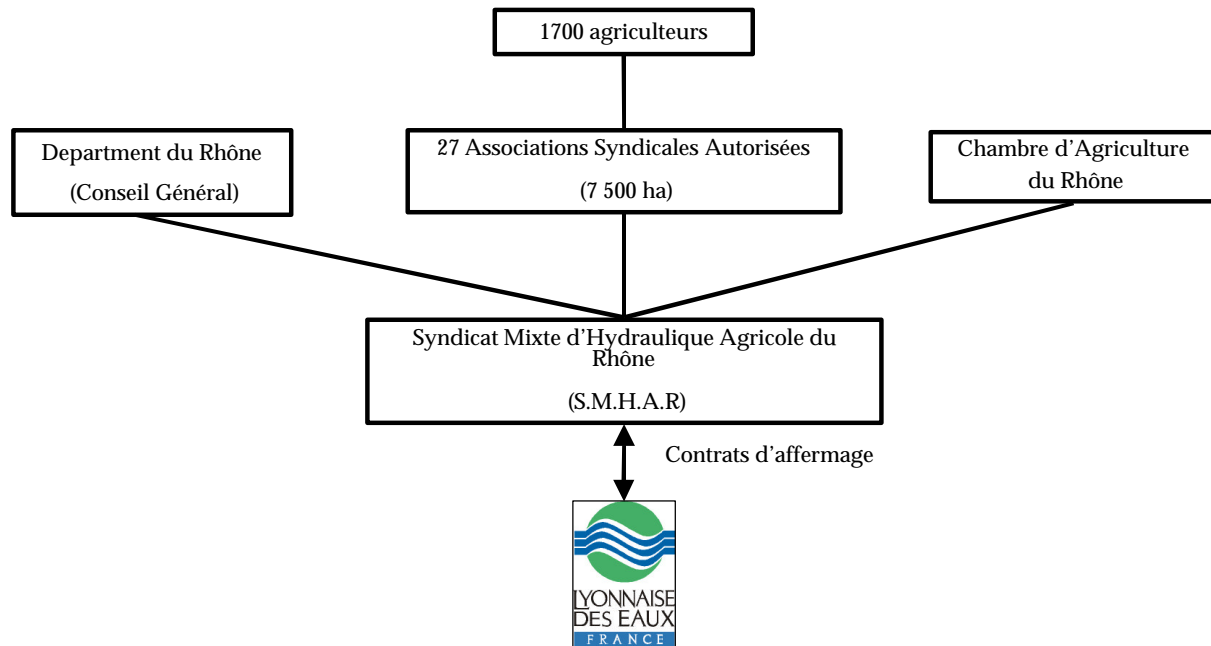 1700 agriculteurs
Department du Rhône
(Conseil Général)
27 Associations Syndicales Autorisées
(7 500 ha)
Chambre d’Agriculture
du Rhône
Syndicat Mixte d’Hydraulique Agricole du
Rhône
(S.M.H.A.R)
Contrats d’affermage
LYONNAISE
DES EAUX
FRANCE